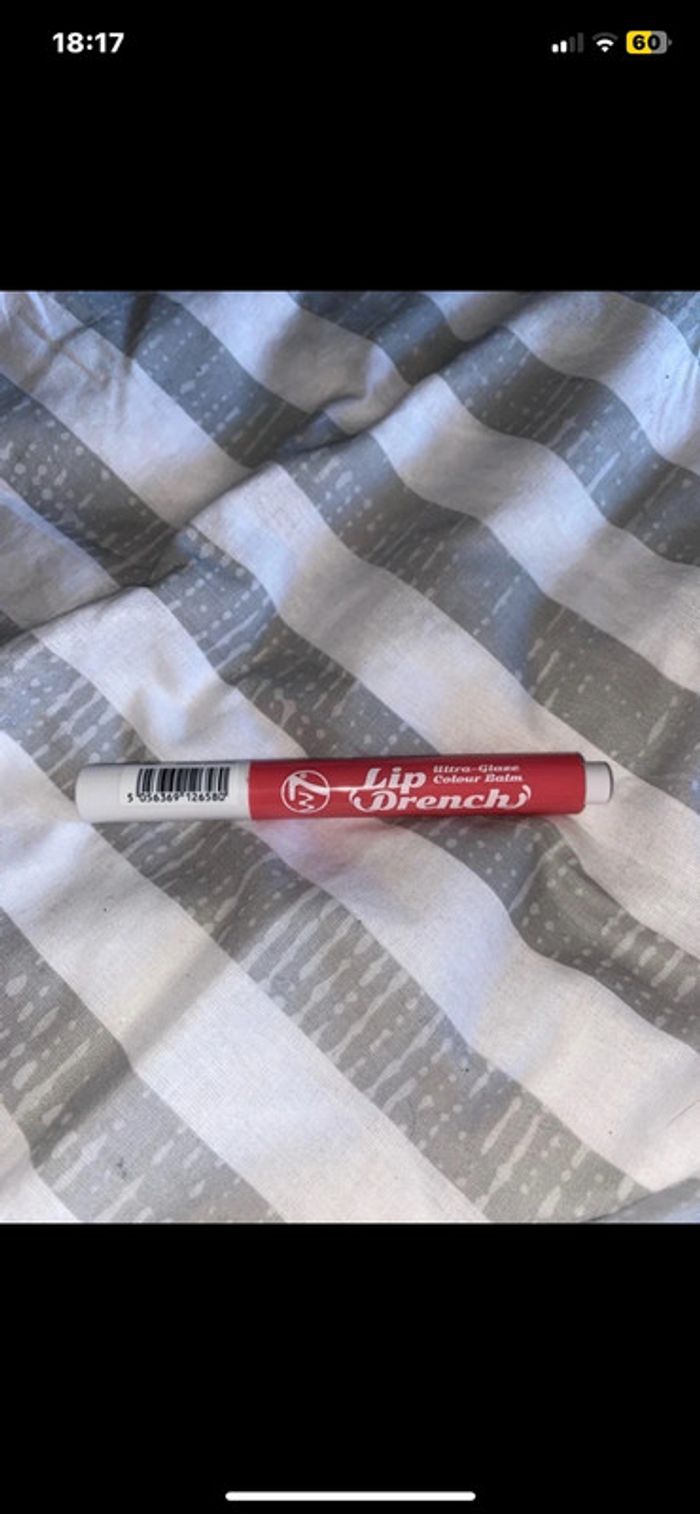 18:17
60
5 056369 126580
W7
Lip
Drench
Ultra-Glaze
Colour Balm